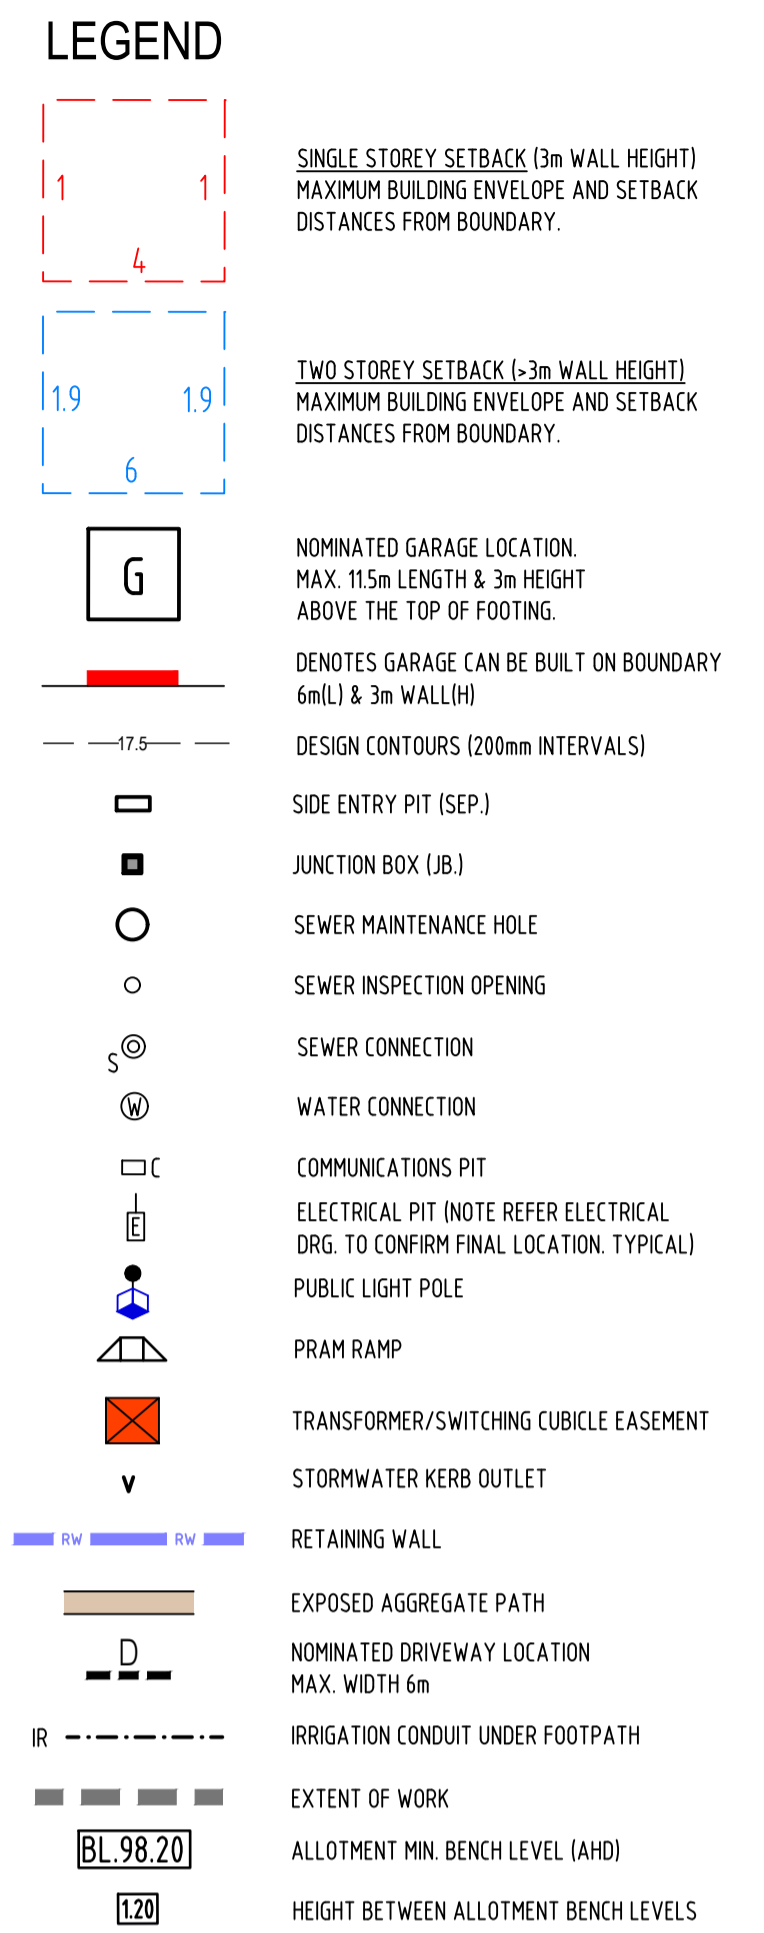 LEGEND
1 1
4
SINGLE STOREY SETBACK (3m WALL HEIGHT)
MAXIMUM BUILDING ENVELOPE AND SETBACK
DISTANCES FROM BOUNDARY.
1.9 1.9
6
TWO STOREY SETBACK (>3m WALL HEIGHT)
MAXIMUM BUILDING ENVELOPE AND SETBACK
DISTANCES FROM BOUNDARY.
G
NOMINATED GARAGE LOCATION.
MAX. 11.5m LENGTH & 3m HEIGHT
ABOVE THE TOP OF FOOTING.
DENOTES GARAGE CAN BE BUILT ON BOUNDARY
6m(L) & 3m WALL(H)
17.5 DESIGN CONTOURS (200mm INTERVALS)
SIDE ENTRY PIT (SEP.)
JUNCTION BOX (JB.)
SEWER MAINTENANCE HOLE
SEWER INSPECTION OPENING
S SEWER CONNECTION
W WATER CONNECTION
C COMMUNICATIONS PIT
E ELECTRICAL PIT (NOTE REFER ELECTRICAL
DRG. TO CONFIRM FINAL LOCATION. TYPICAL)
PUBLIC LIGHT POLE
PRAM RAMP
TRANSFORMER/SWITCHING CUBICLE EASEMENT
V STORMWATER KERB OUTLET
RW RW RETAINING WALL
EXPOSED AGGREGATE PATH
D NOMINATED DRIVEWAY LOCATION
MAX. WIDTH 6m
IR IRRIGATION CONDUIT UNDER FOOTPATH
EXTENT OF WORK
BL.98.20 ALLOTMENT MIN. BENCH LEVEL (AHD)
1.20 HEIGHT BETWEEN ALLOTMENT BENCH LEVELS